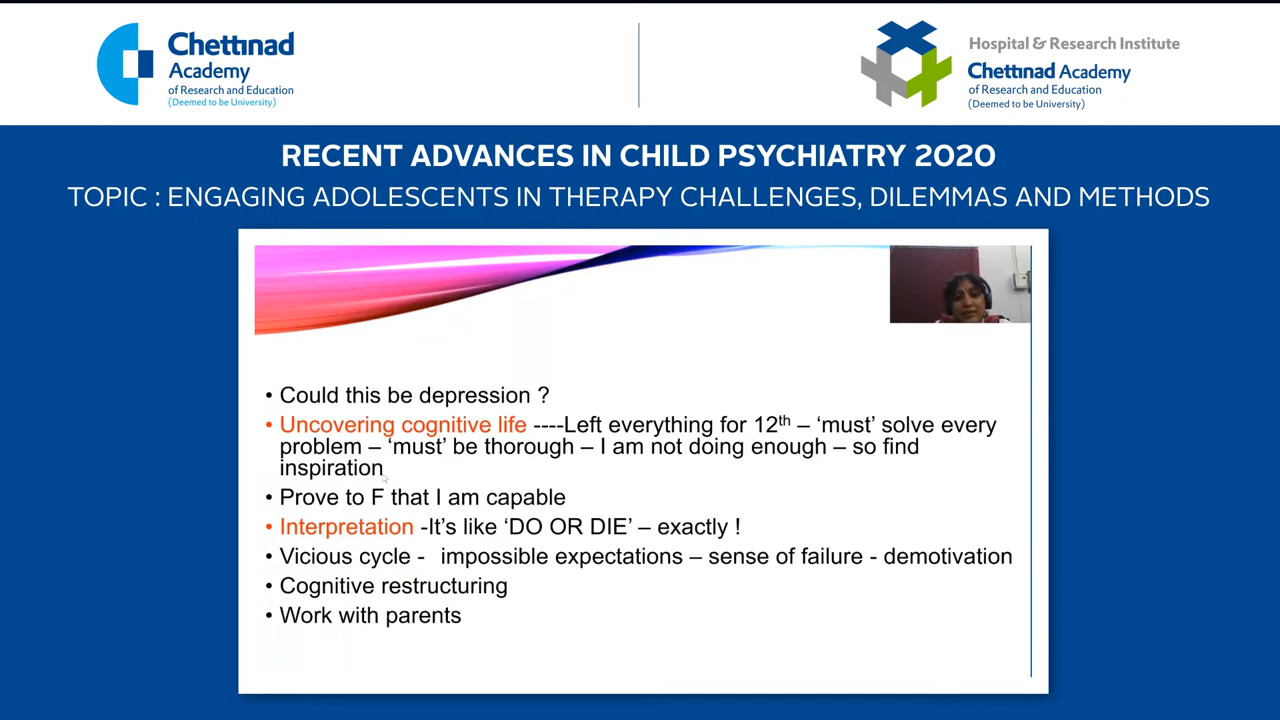 Chettinad
Academy
of Research and Education
(Deemed to be University)
Hospital & Research Institute
Chettinad Academy
of Research and Education
(Deemed to be University)
RECENT ADVANCES IN CHILD PSYCHIATRY 2020
TOPIC : ENGAGING ADOLESCENTS IN THERAPY CHALLENGES, DILEMMAS AND METHODS
• Could this be depression ?
• Uncovering cognitive life ----Left everything for 12th – ‘must’ solve every
problem – ‘must’ be thorough – I am not doing enough – so find
inspiration
• Prove to F that I am capable
• Interpretation -It’s like ‘DO OR DIE’ – exactly !
• Vicious cycle - impossible expectations – sense of failure - demotivation
• Cognitive restructuring
• Work with parents